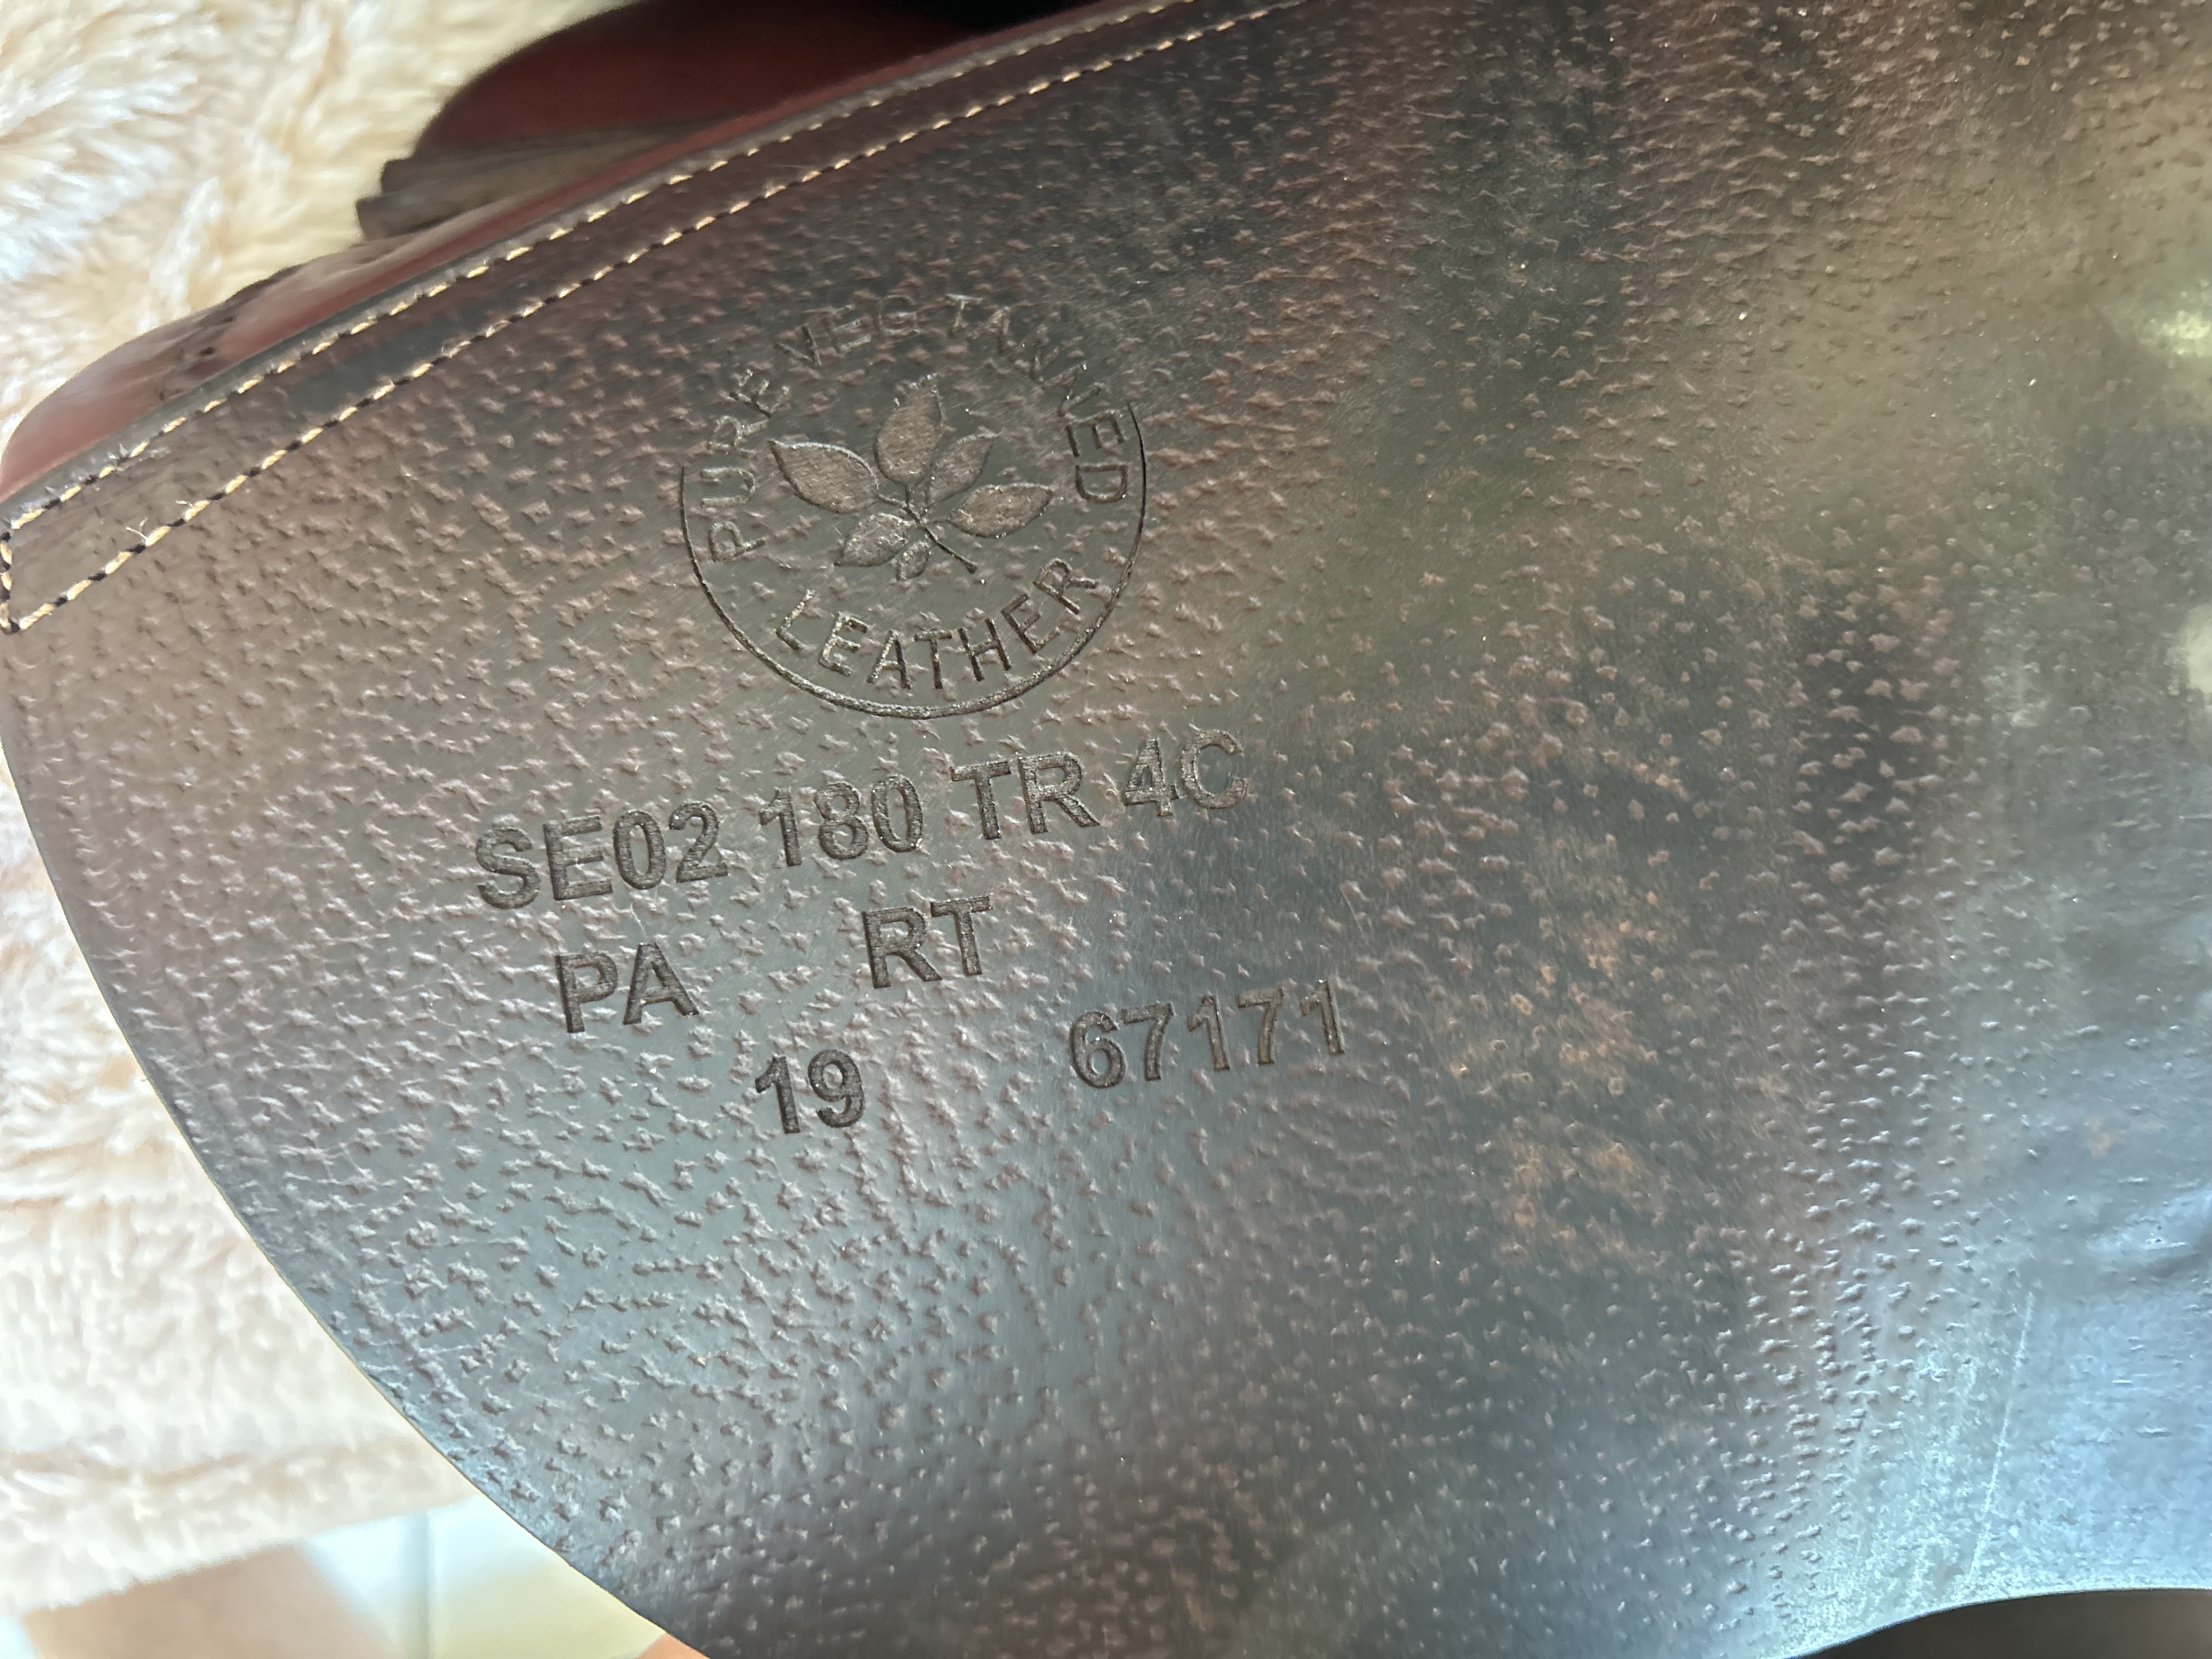 PURE VEG TANNED
LEATHER
SE02 180 TR 4C
PA RT
19 67171